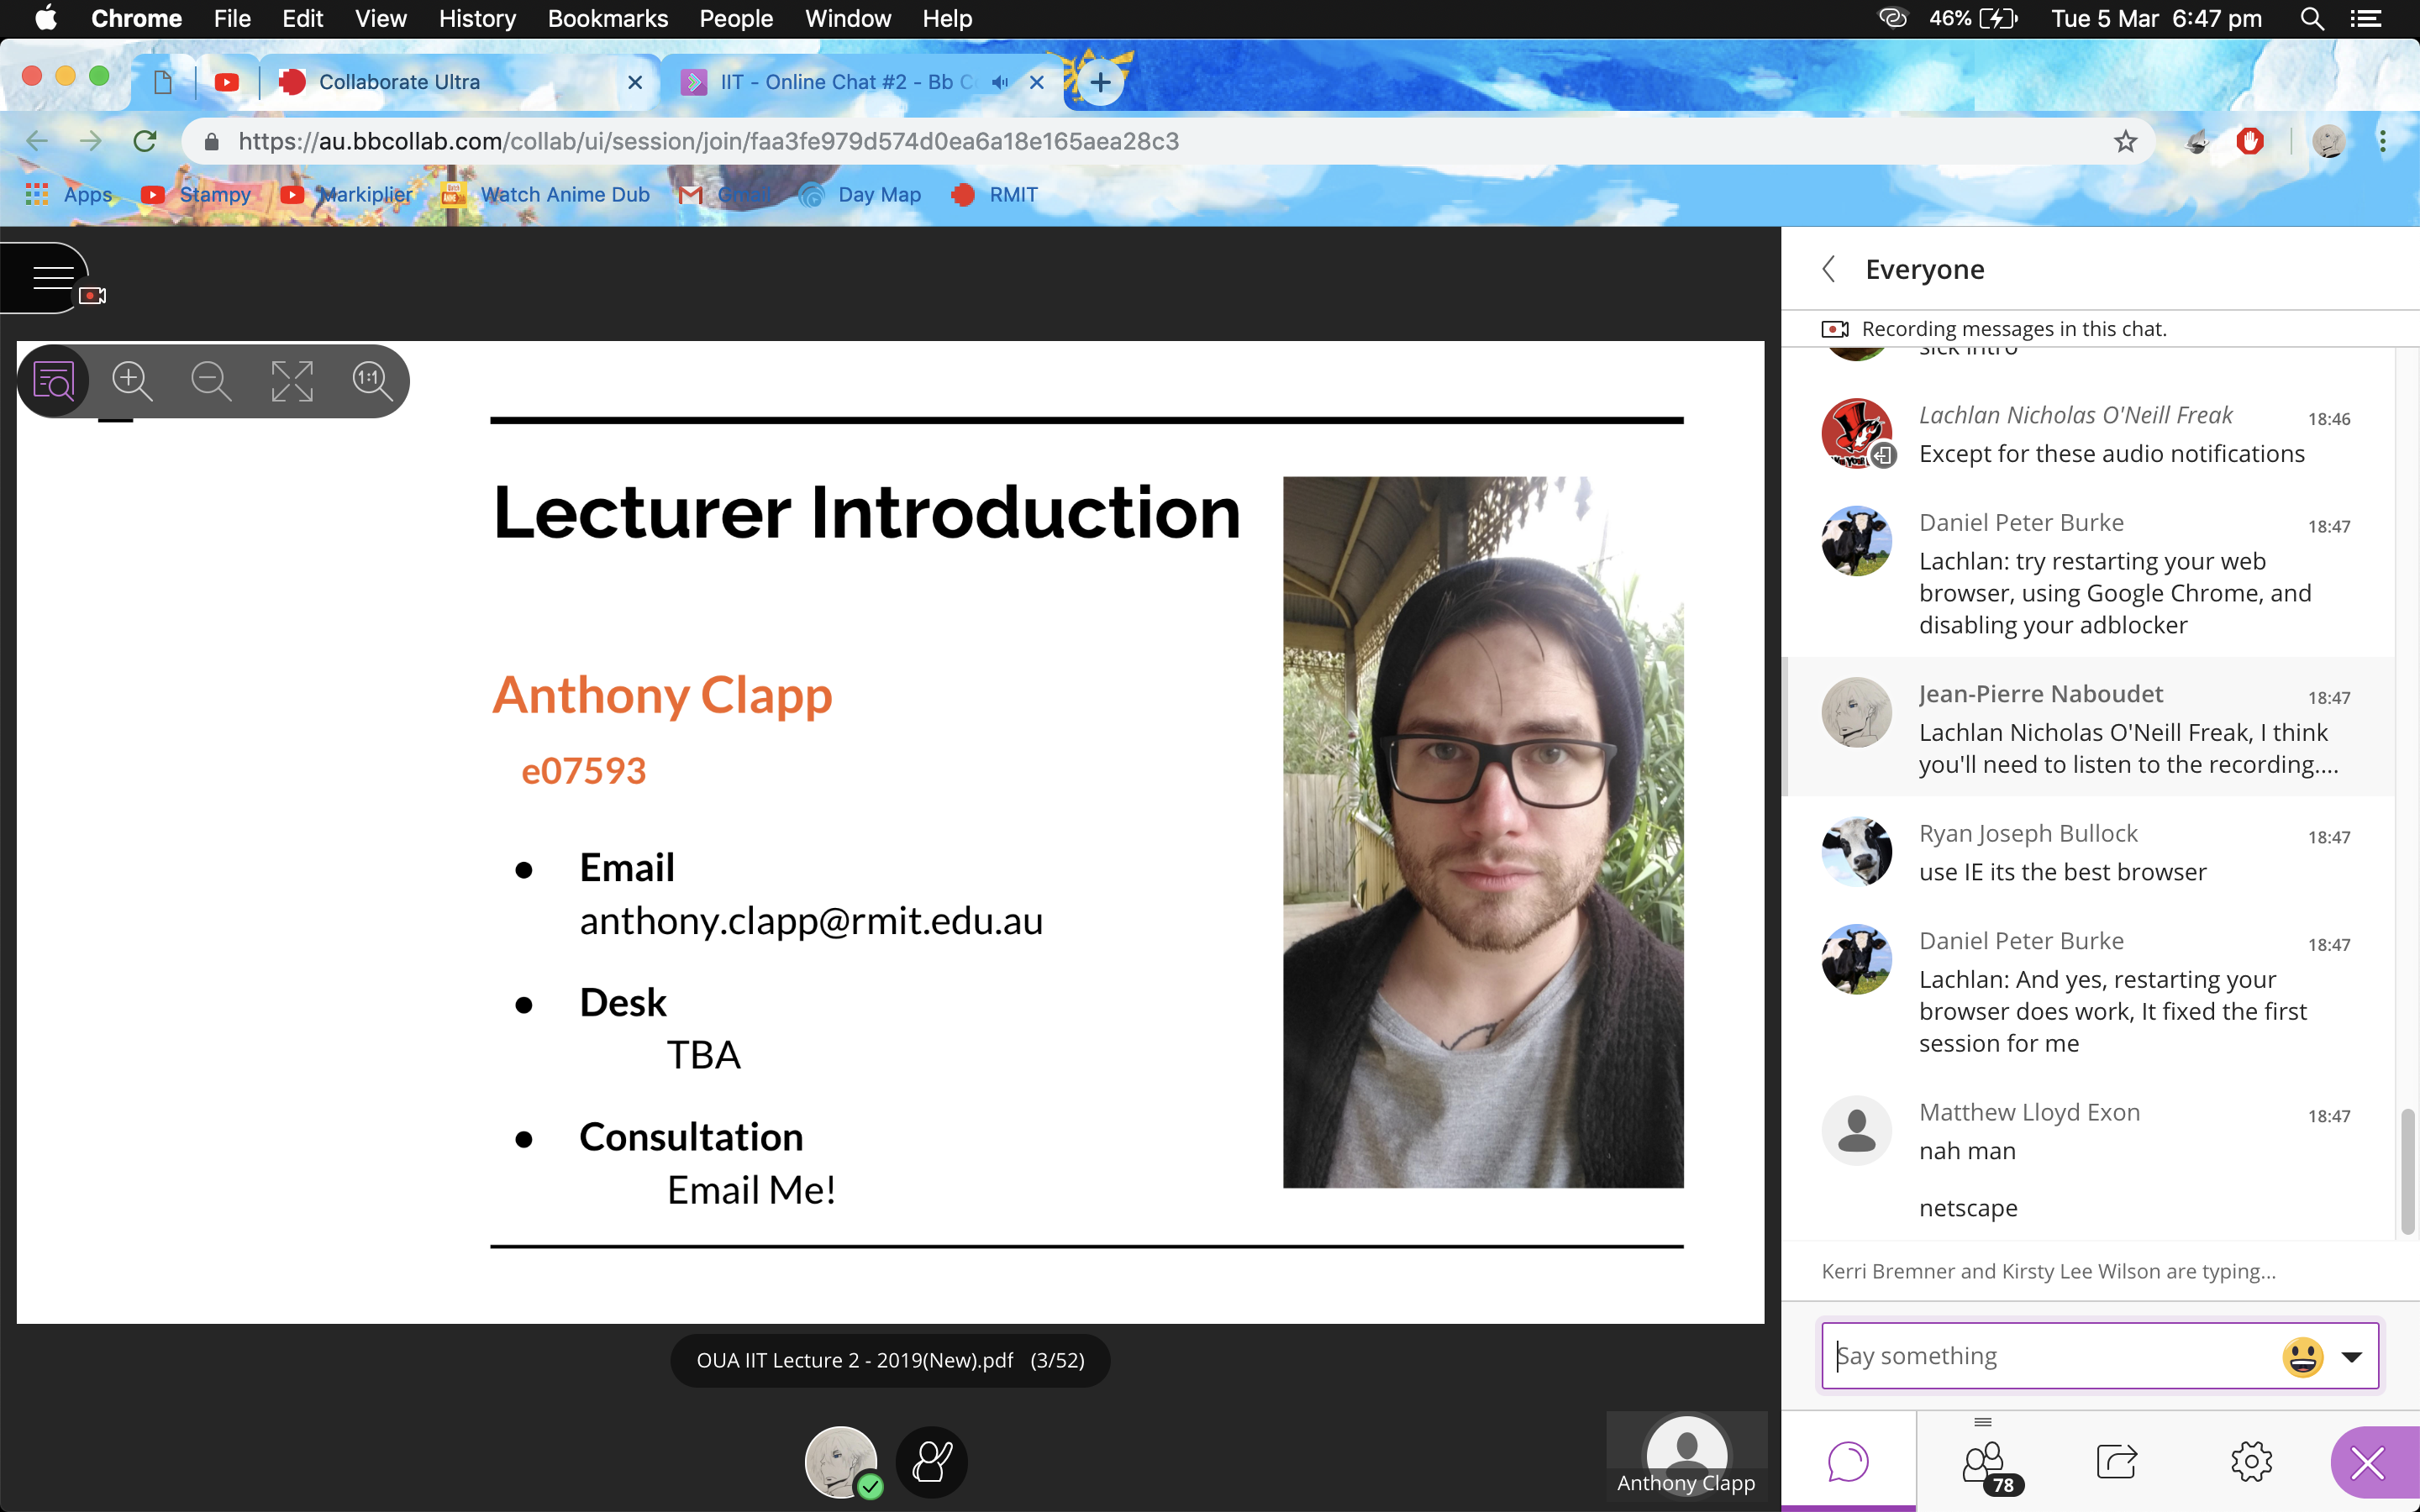 Chrome File Edit View History Bookmarks People Window Help 46% Tue 5 Mar 6:47 pm
Collaborate Ultra IIT - Online Chat #2 - Bb C
https://au.bbcollab.com/collab/ui/session/join/faa3fe979d574d0ea6a18e165aea28c3
Apps Stampy Markiplier Watch Anime Dub Gmail Day Map RMIT
1:1
Lecturer Introduction
Anthony Clapp
e07593
● Email
anthony.clapp@rmit.edu.au
● Desk
TBA
● Consultation
Email Me!
OUA IIT Lecture 2 - 2019(New).pdf (3/52)
Anthony Clapp
Everyone
Recording messages in this chat.
sick intro
Lachlan Nicholas O'Neill Freak 18:46
Except for these audio notifications
Daniel Peter Burke 18:47
Lachlan: try restarting your web
browser, using Google Chrome, and
disabling your adblocker
Jean-Pierre Naboudet 18:47
Lachlan Nicholas O'Neill Freak, I think
you'll need to listen to the recording....
Ryan Joseph Bullock 18:47
use IE its the best browser
Daniel Peter Burke 18:47
Lachlan: And yes, restarting your
browser does work, It fixed the first
session for me
Matthew Lloyd Exon 18:47
nah man
netscape
Kerri Bremner and Kirsty Lee Wilson are typing...
Say something
78